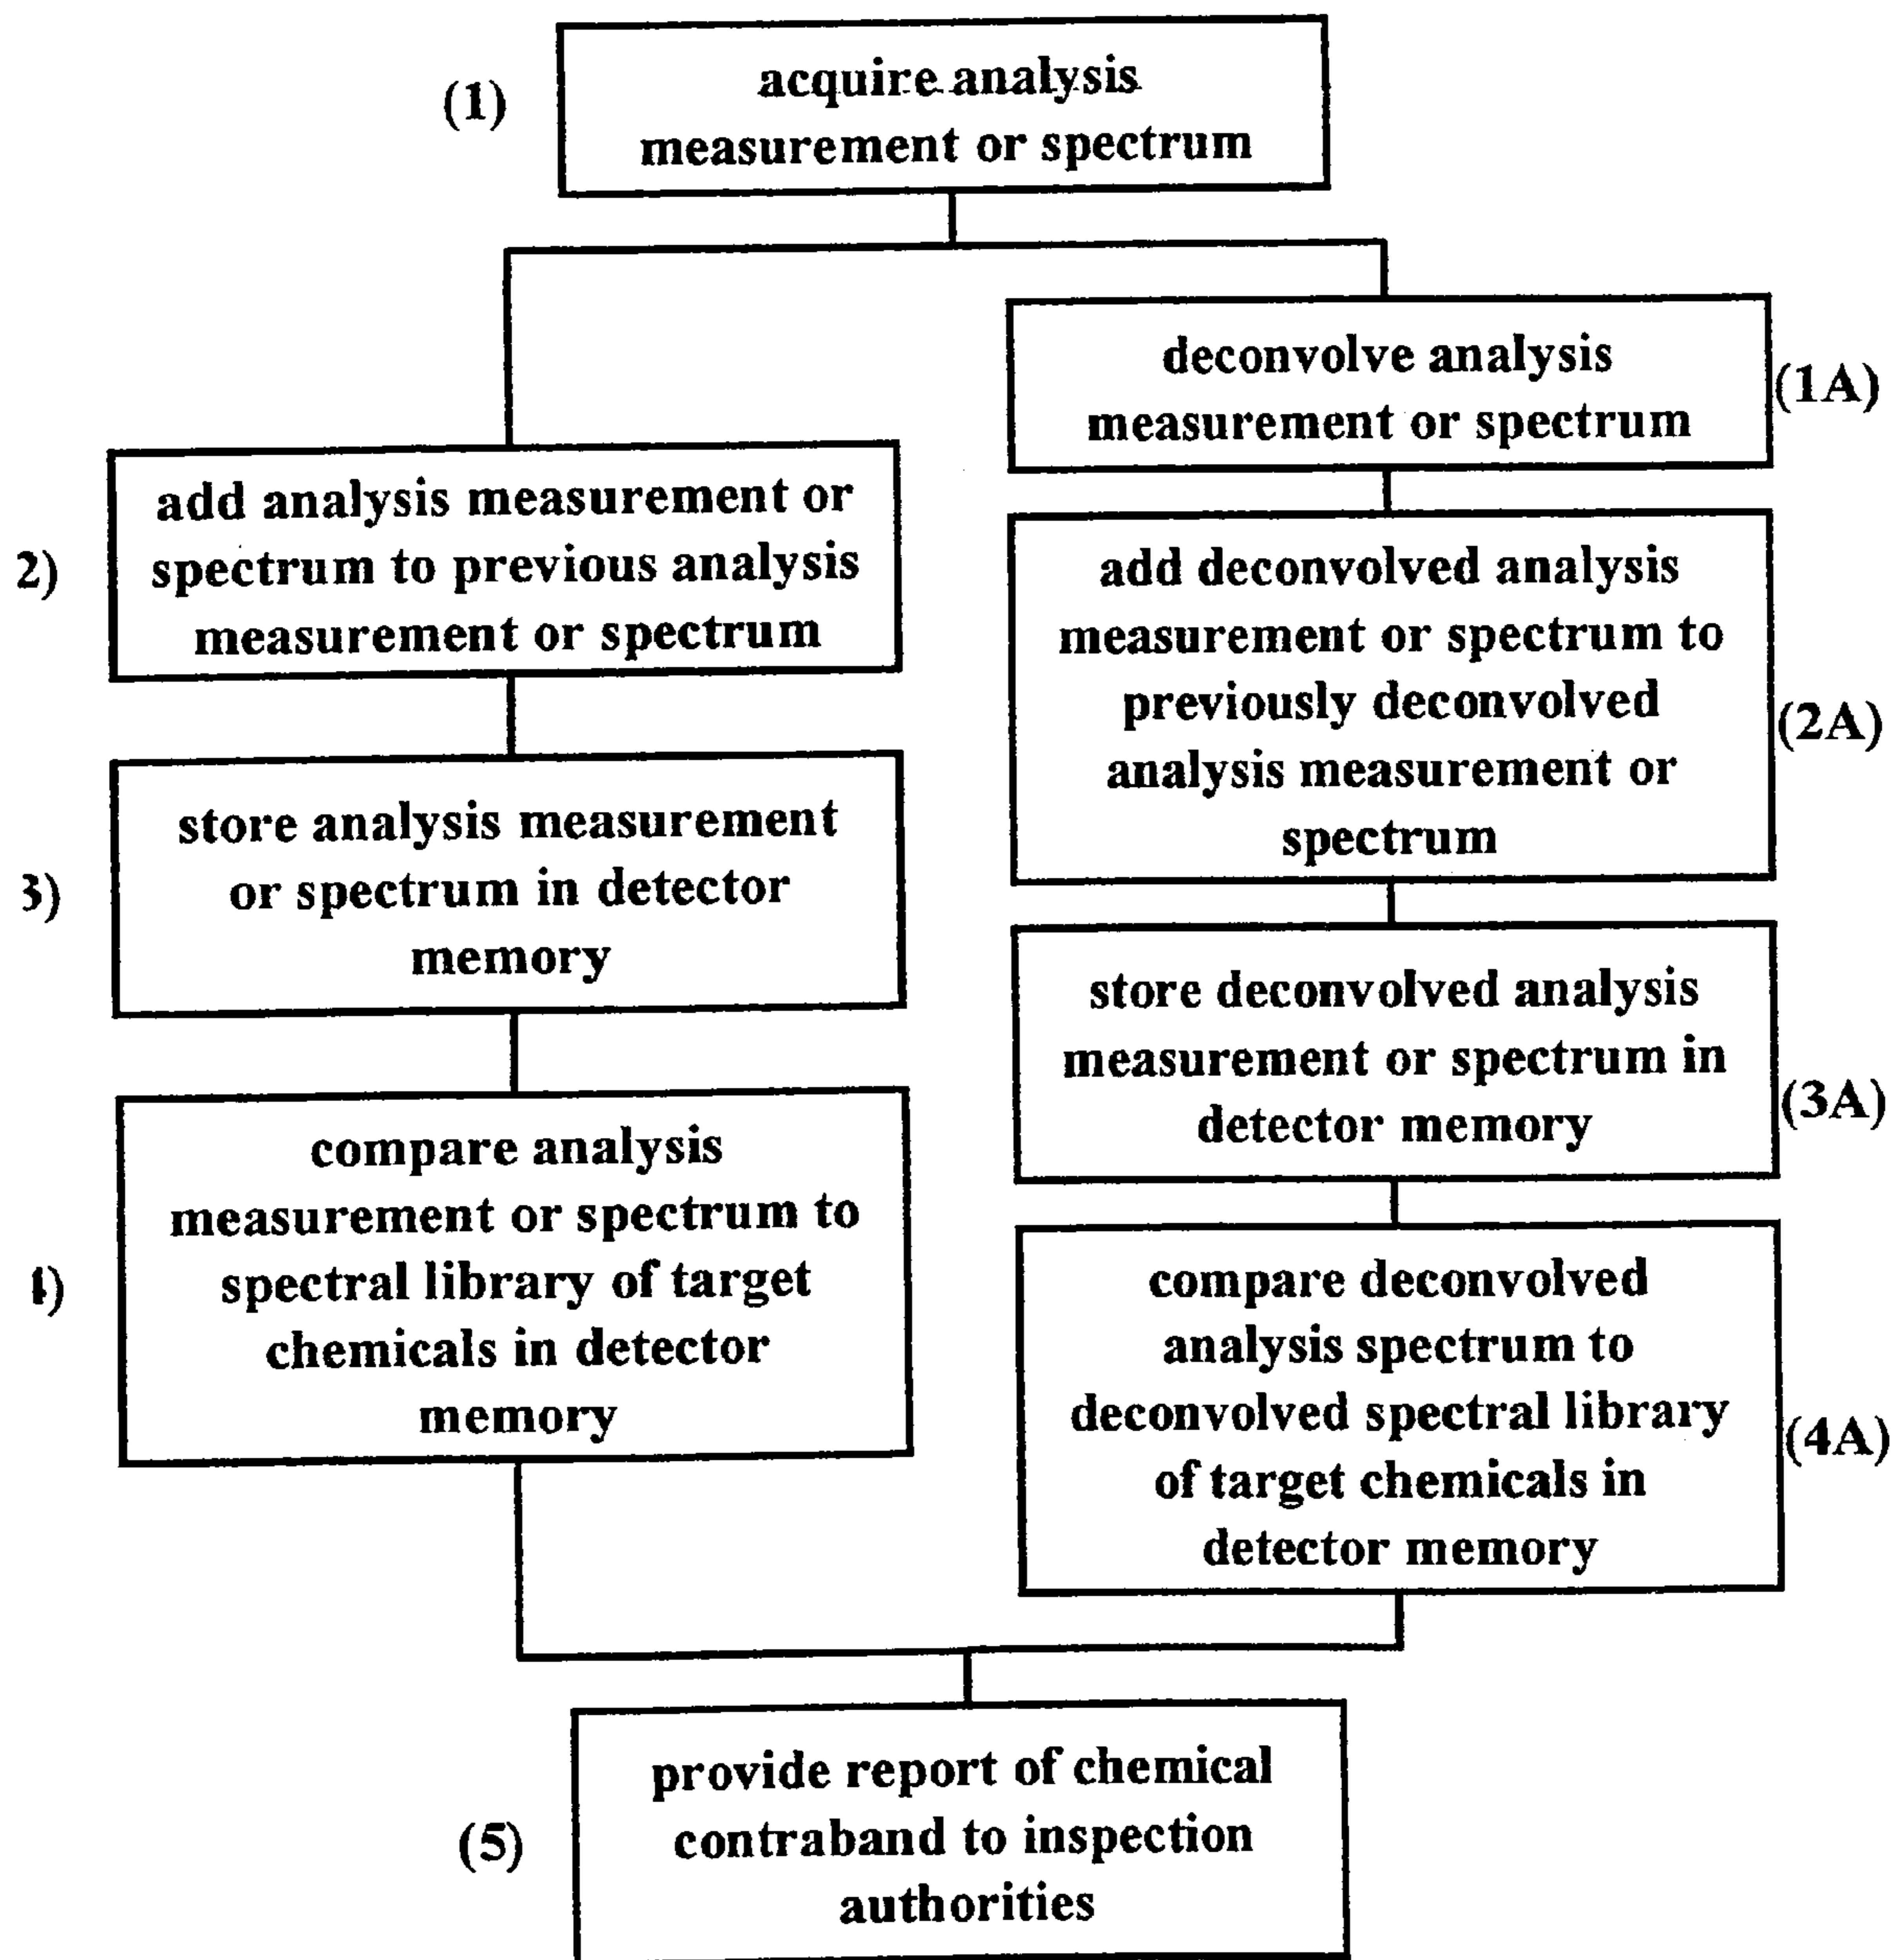 (1)
acquire analysis
measurement or spectrum
deconvolve analysis
measurement or spectrum
(1A)
2)
add analysis measurement or
spectrum to previous analysis
measurement or spectrum
add deconvolved analysis
measurement or spectrum to
previously deconvolved
analysis measurement or
spectrum
(2A)
3)
store analysis measurement
or spectrum in detector
memory
store deconvolved analysis
measurement or spectrum in
detector memory
(3A)
compare analysis
measurement or spectrum to
spectral library of target
chemicals in detector
memory
compare deconvolved
analysis spectrum to
deconvolved spectral library
of target chemicals in
detector memory
(4A)
(5)
provide report of chemical
contraband to inspection
authorities